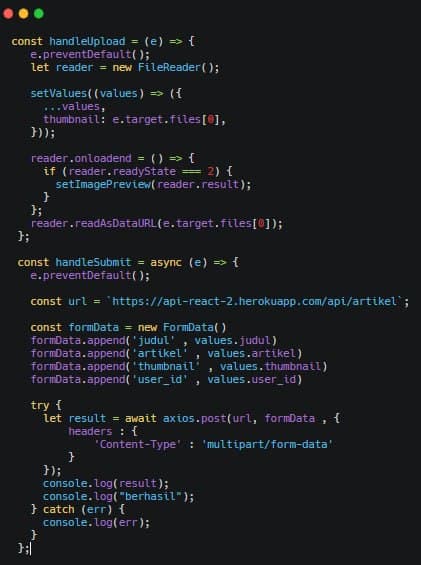 const handleUpload = (e) => {
e.preventDefault();
let reader = new FileReader();
setValues((values) => ({
...values,
thumbnail: e.target.files[0],
}));
reader.onloadend = () => {
if (reader.readyState === 2) {
setImagePreview(reader.result);
}
};
reader.readAsDataURL(e.target.files[0]);
};
const handleSubmit = async (e) => {
e.preventDefault();
const url = `https://api-react-2.herokuapp.com/api/artikel`;
const formData = new FormData()
formData.append('judul' , values.judul)
formData.append('artikel' , values.artikel)
formData.append('thumbnail' , values.thumbnail)
formData.append('user_id' , values.user_id)
try {
let result = await axios.post(url, formData , {
headers : {
'Content-Type' : 'multipart/form-data'
}
});
console.log(result);
console.log("berhasil");
} catch (err) {
console.log(err);
}
};